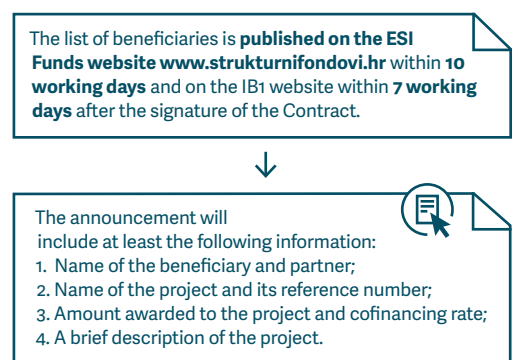 The list of beneficiaries is published on the ESI
Funds website www.strukturnifondovi.hr within 10
working days and on the IB1 website within 7 working
days after the signature of the Contract.
The announcement will
include at least the following information:
1. Name of the beneficiary and partner;
2. Name of the project and its reference number;
3. Amount awarded to the project and cofinancing rate;
4. A brief description of the project.